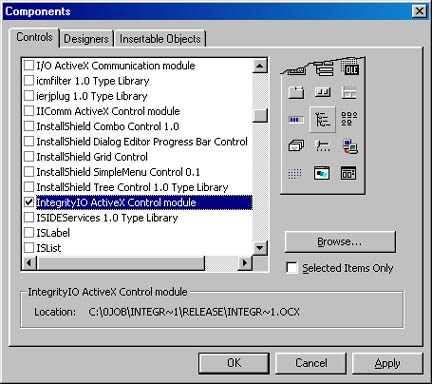 Components
Controls
Designers
Insertable Objects
I/O ActiveX Communication module
icmfilter 1.0 Type Library
ierjplug 1.0 Type Library
IIComm ActiveX Control module
InstallShield Combo Control 1.0
InstallShield Dialog Editor Progress Bar Control
InstallShield Grid Control
InstallShield SimpleMenu Control 0.1
InstallShield Tree Control 1.0 Type Library
IntegrityIO ActiveX Control module
ISIDEServices 1.0 Type Library
ISLabel
ISList
OLE
Browse...
Selected Items Only
IntegrityIO ActiveX Control module
Location: C:\0JOB\INTEGR~1\RELEASE\INTEGR~1.OCX
OK
Cancel
Apply